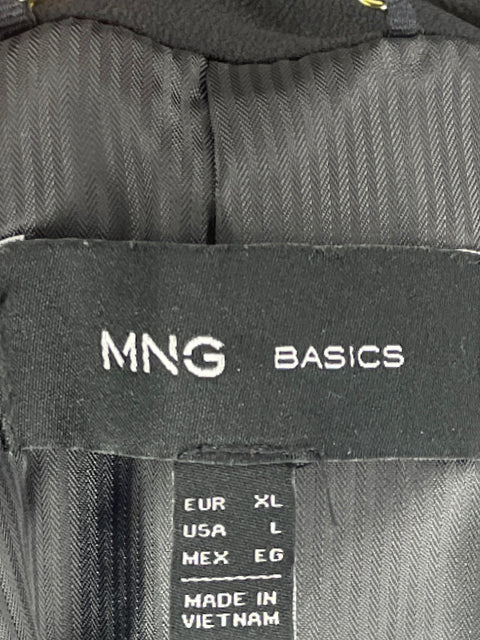 MNG BASICS
EUR XL
USA L
MEX EG
MADE IN
VIETNAM